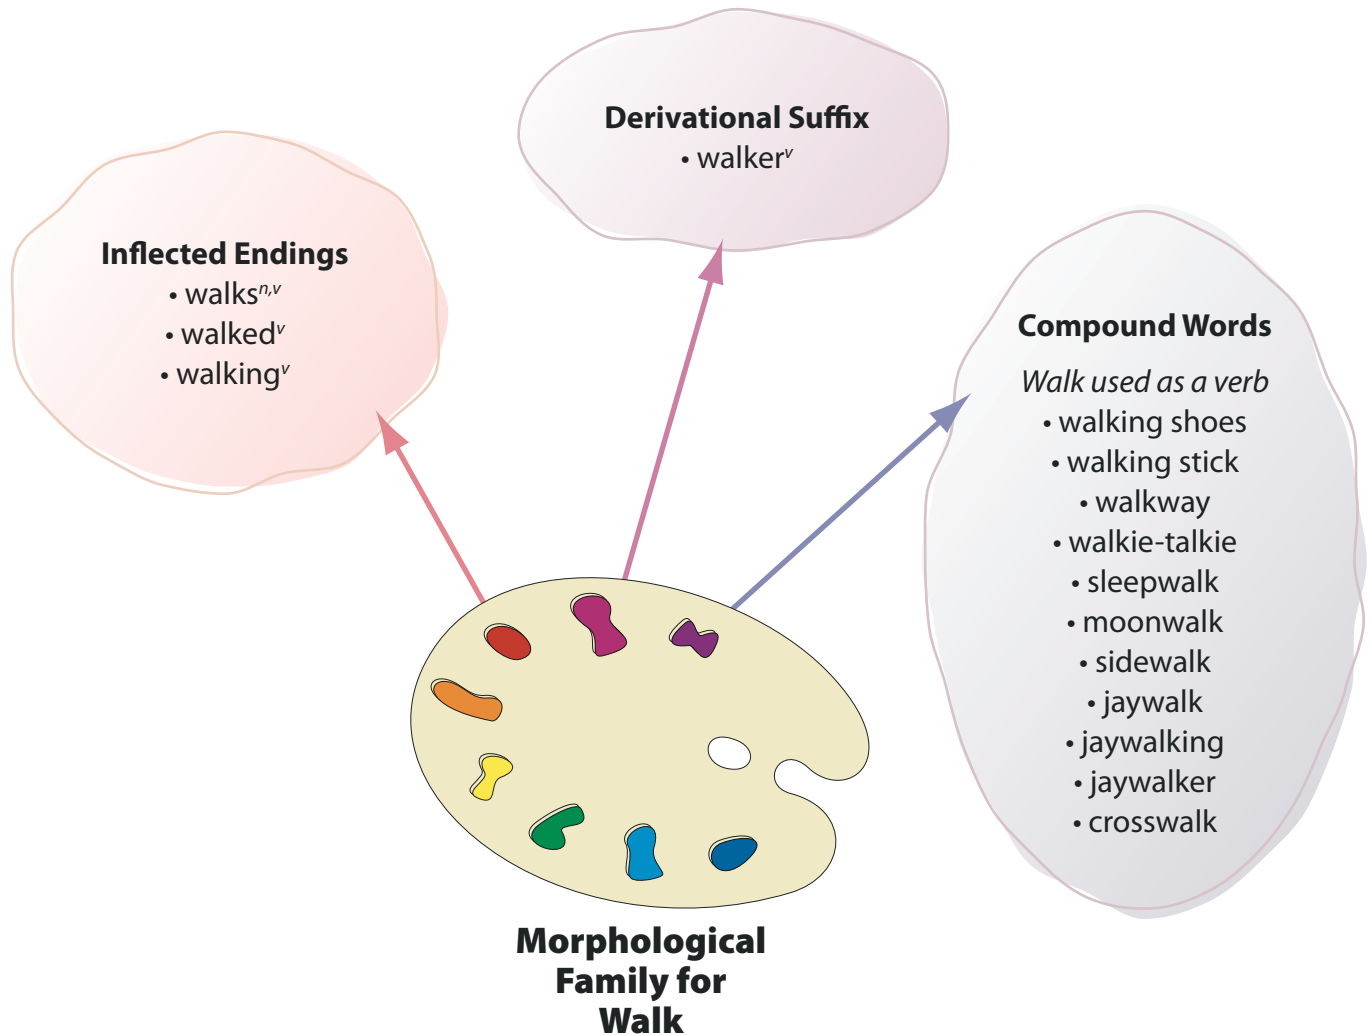 Derivational Suffix
• walkerᵛ
Inflected Endings
• walksⁿ,ᵛ
• walkedᵛ
• walkingᵛ
Compound Words
Walk used as a verb
• walking shoes
• walking stick
• walkway
• walkie-talkie
• sleepwalk
• moonwalk
• sidewalk
• jaywalk
• jaywalking
• jaywalker
• crosswalk
Morphological
Family for
Walk